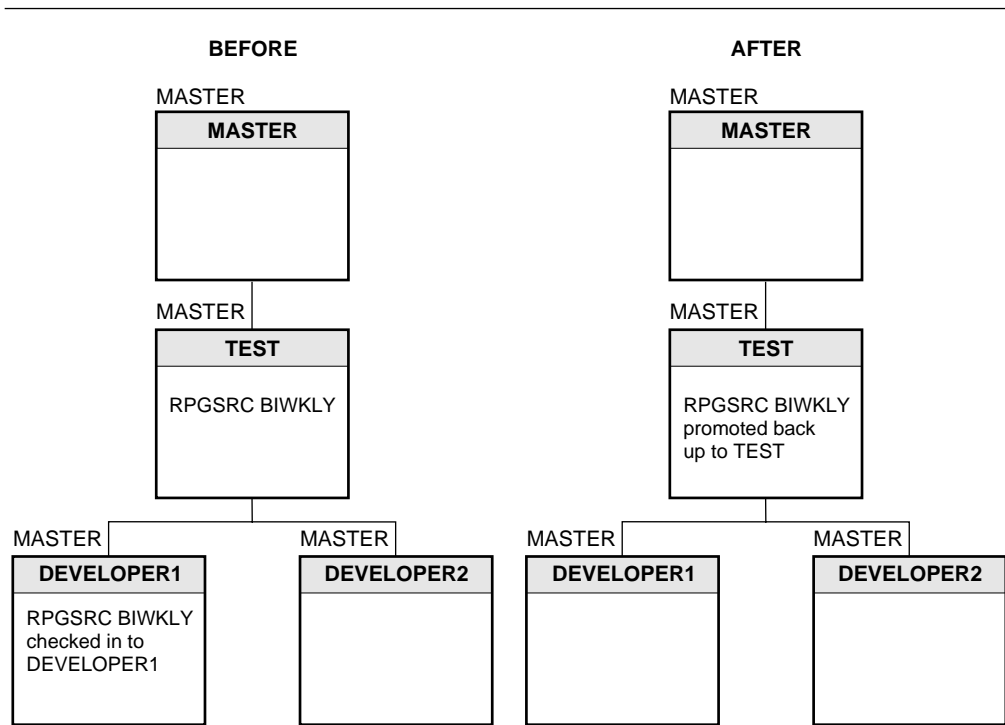 BEFORE
MASTER
MASTER
MASTER
TEST
RPGSRC BIWKLY
MASTER
DEVELOPER1
RPGSRC BIWKLY
checked in to
DEVELOPER1
MASTER
DEVELOPER2
AFTER
MASTER
MASTER
MASTER
TEST
RPGSRC BIWKLY
promoted back
up to TEST
MASTER
DEVELOPER1
MASTER
DEVELOPER2